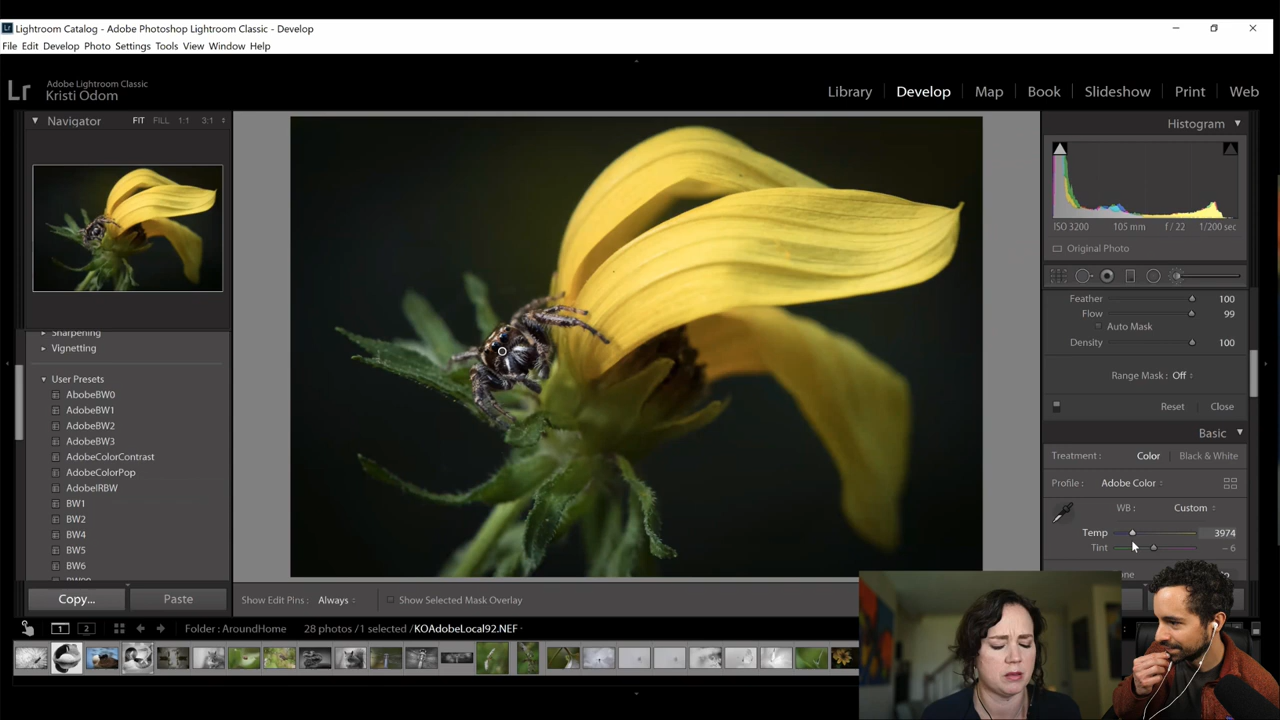 Lr Lightroom Catalog - Adobe Photoshop Lightroom Classic - Develop
File Edit Develop Photo Settings Tools View Window Help
Lr Adobe Lightroom Classic
Kristi Odom
Library | Develop | Map | Book | Slideshow | Print | Web
Navigator FIT FILL 1:1 3:1
Sharpening
Vignetting
User Presets
AbobeBW0
AdobeBW1
AdobeBW2
AdobeBW3
AdobeColorContrast
AdobeColorPop
AdobeIRBW
BW1
BW2
BW4
BW5
BW6
Copy... Paste
Histogram
ISO 3200 105 mm f / 22 1/200 sec
Original Photo
Feather 100
Flow 99
Auto Mask
Density 100
Range Mask : Off
Reset Close
Basic
Treatment : Color Black & White
Profile : Adobe Color
WB : Custom
Temp 3974
Tint – 6
Show Edit Pins : Always Show Selected Mask Overlay
1 2 Folder : AroundHome 28 photos /1 selected /KOAdobeLocal92.NEF